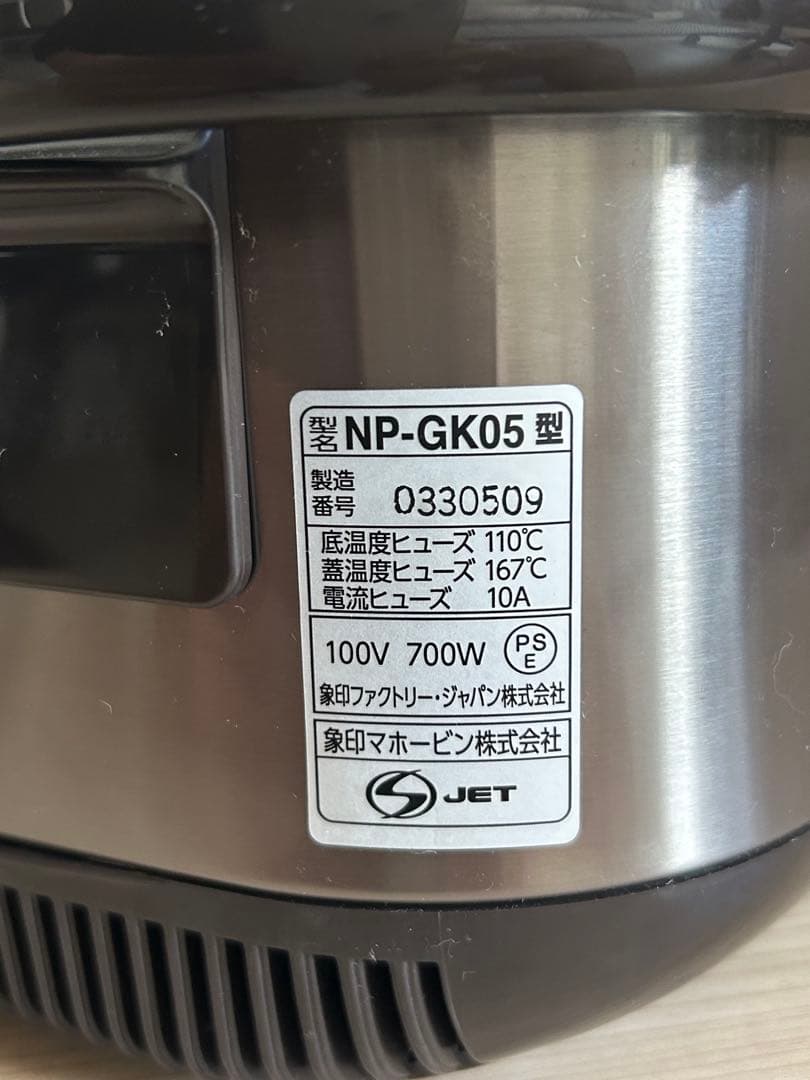 型名 NP-GK05 型
製造番号 0330509
底温度ヒューズ 110℃
蓋温度ヒューズ 167℃
電流ヒューズ 10A
100V 700W PSE
象印ファクトリー・ジャパン株式会社
象印マホービン株式会社
S JET